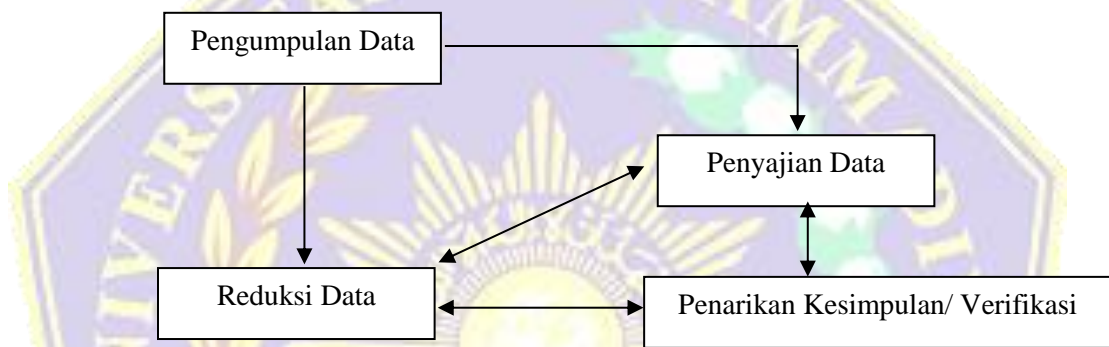 Pengumpulan Data
Penyajian Data
Reduksi Data
Penarikan Kesimpulan/ Verifikasi